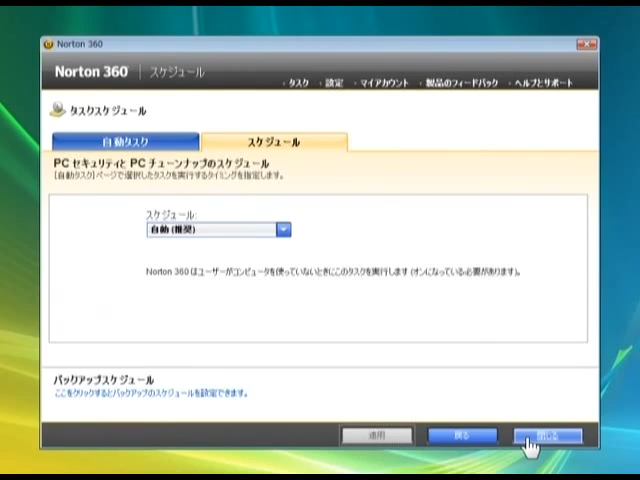 Norton 360
Norton 360 スケジュール
・タスク ・設定 ・マイアカウント ・製品のフィードバック ・ヘルプとサポート
タスクスケジュール
自動タスク スケジュール
PC セキュリティと PC チューンナップのスケジュール
[自動タスク]ページで選択したタスクを実行するタイミングを指定します。
スケジュール:
自動 (推奨)
Norton 360 はユーザーがコンピュータを使っていないときにこのタスクを実行します (オンになっている必要があります)。
バックアップスケジュール
ここをクリックするとバックアップのスケジュールを設定できます。
適用 戻る 閉じる